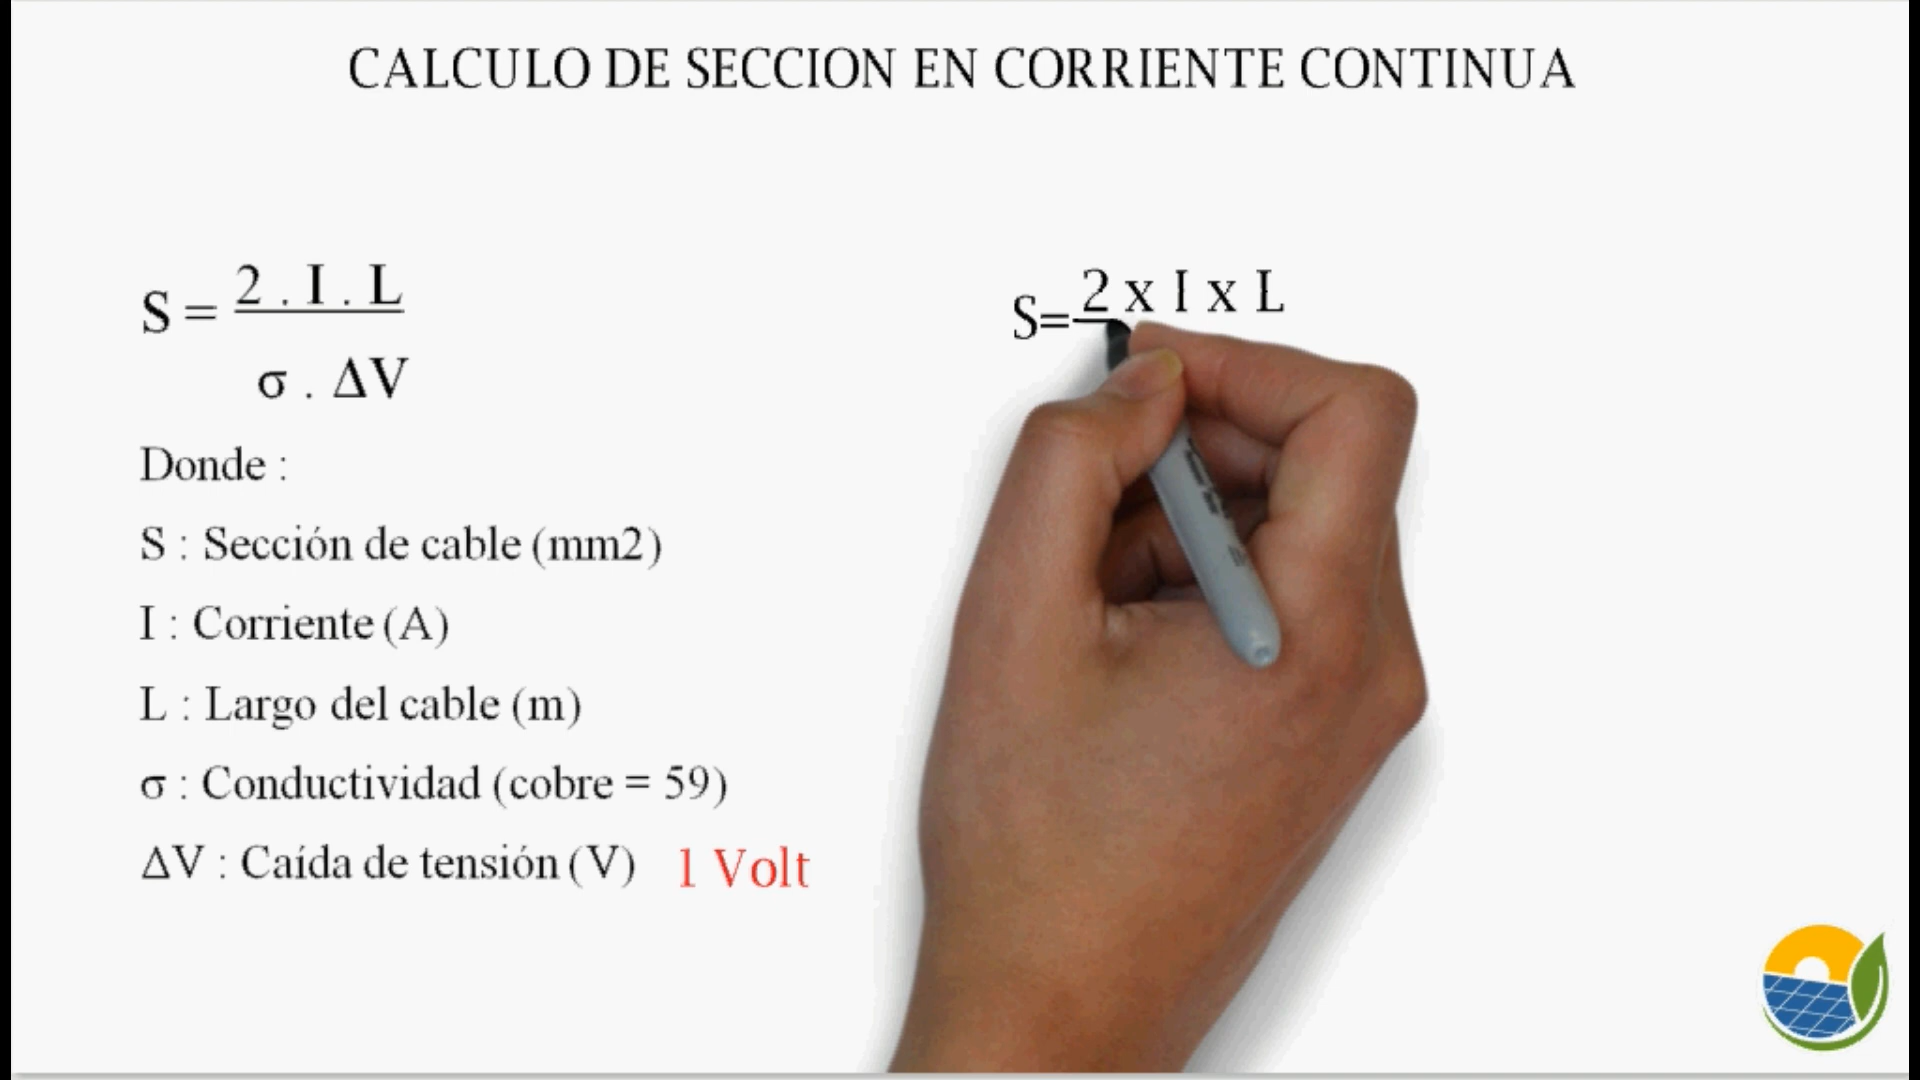 CALCULO DE SECCION EN CORRIENTE CONTINUA
S = 2 . I . L
σ . ΔV
Donde :
S : Sección de cable (mm2)
I : Corriente (A)
L : Largo del cable (m)
σ : Conductividad (cobre = 59)
ΔV : Caída de tensión (V) 1 Volt
S= 2 x I x L